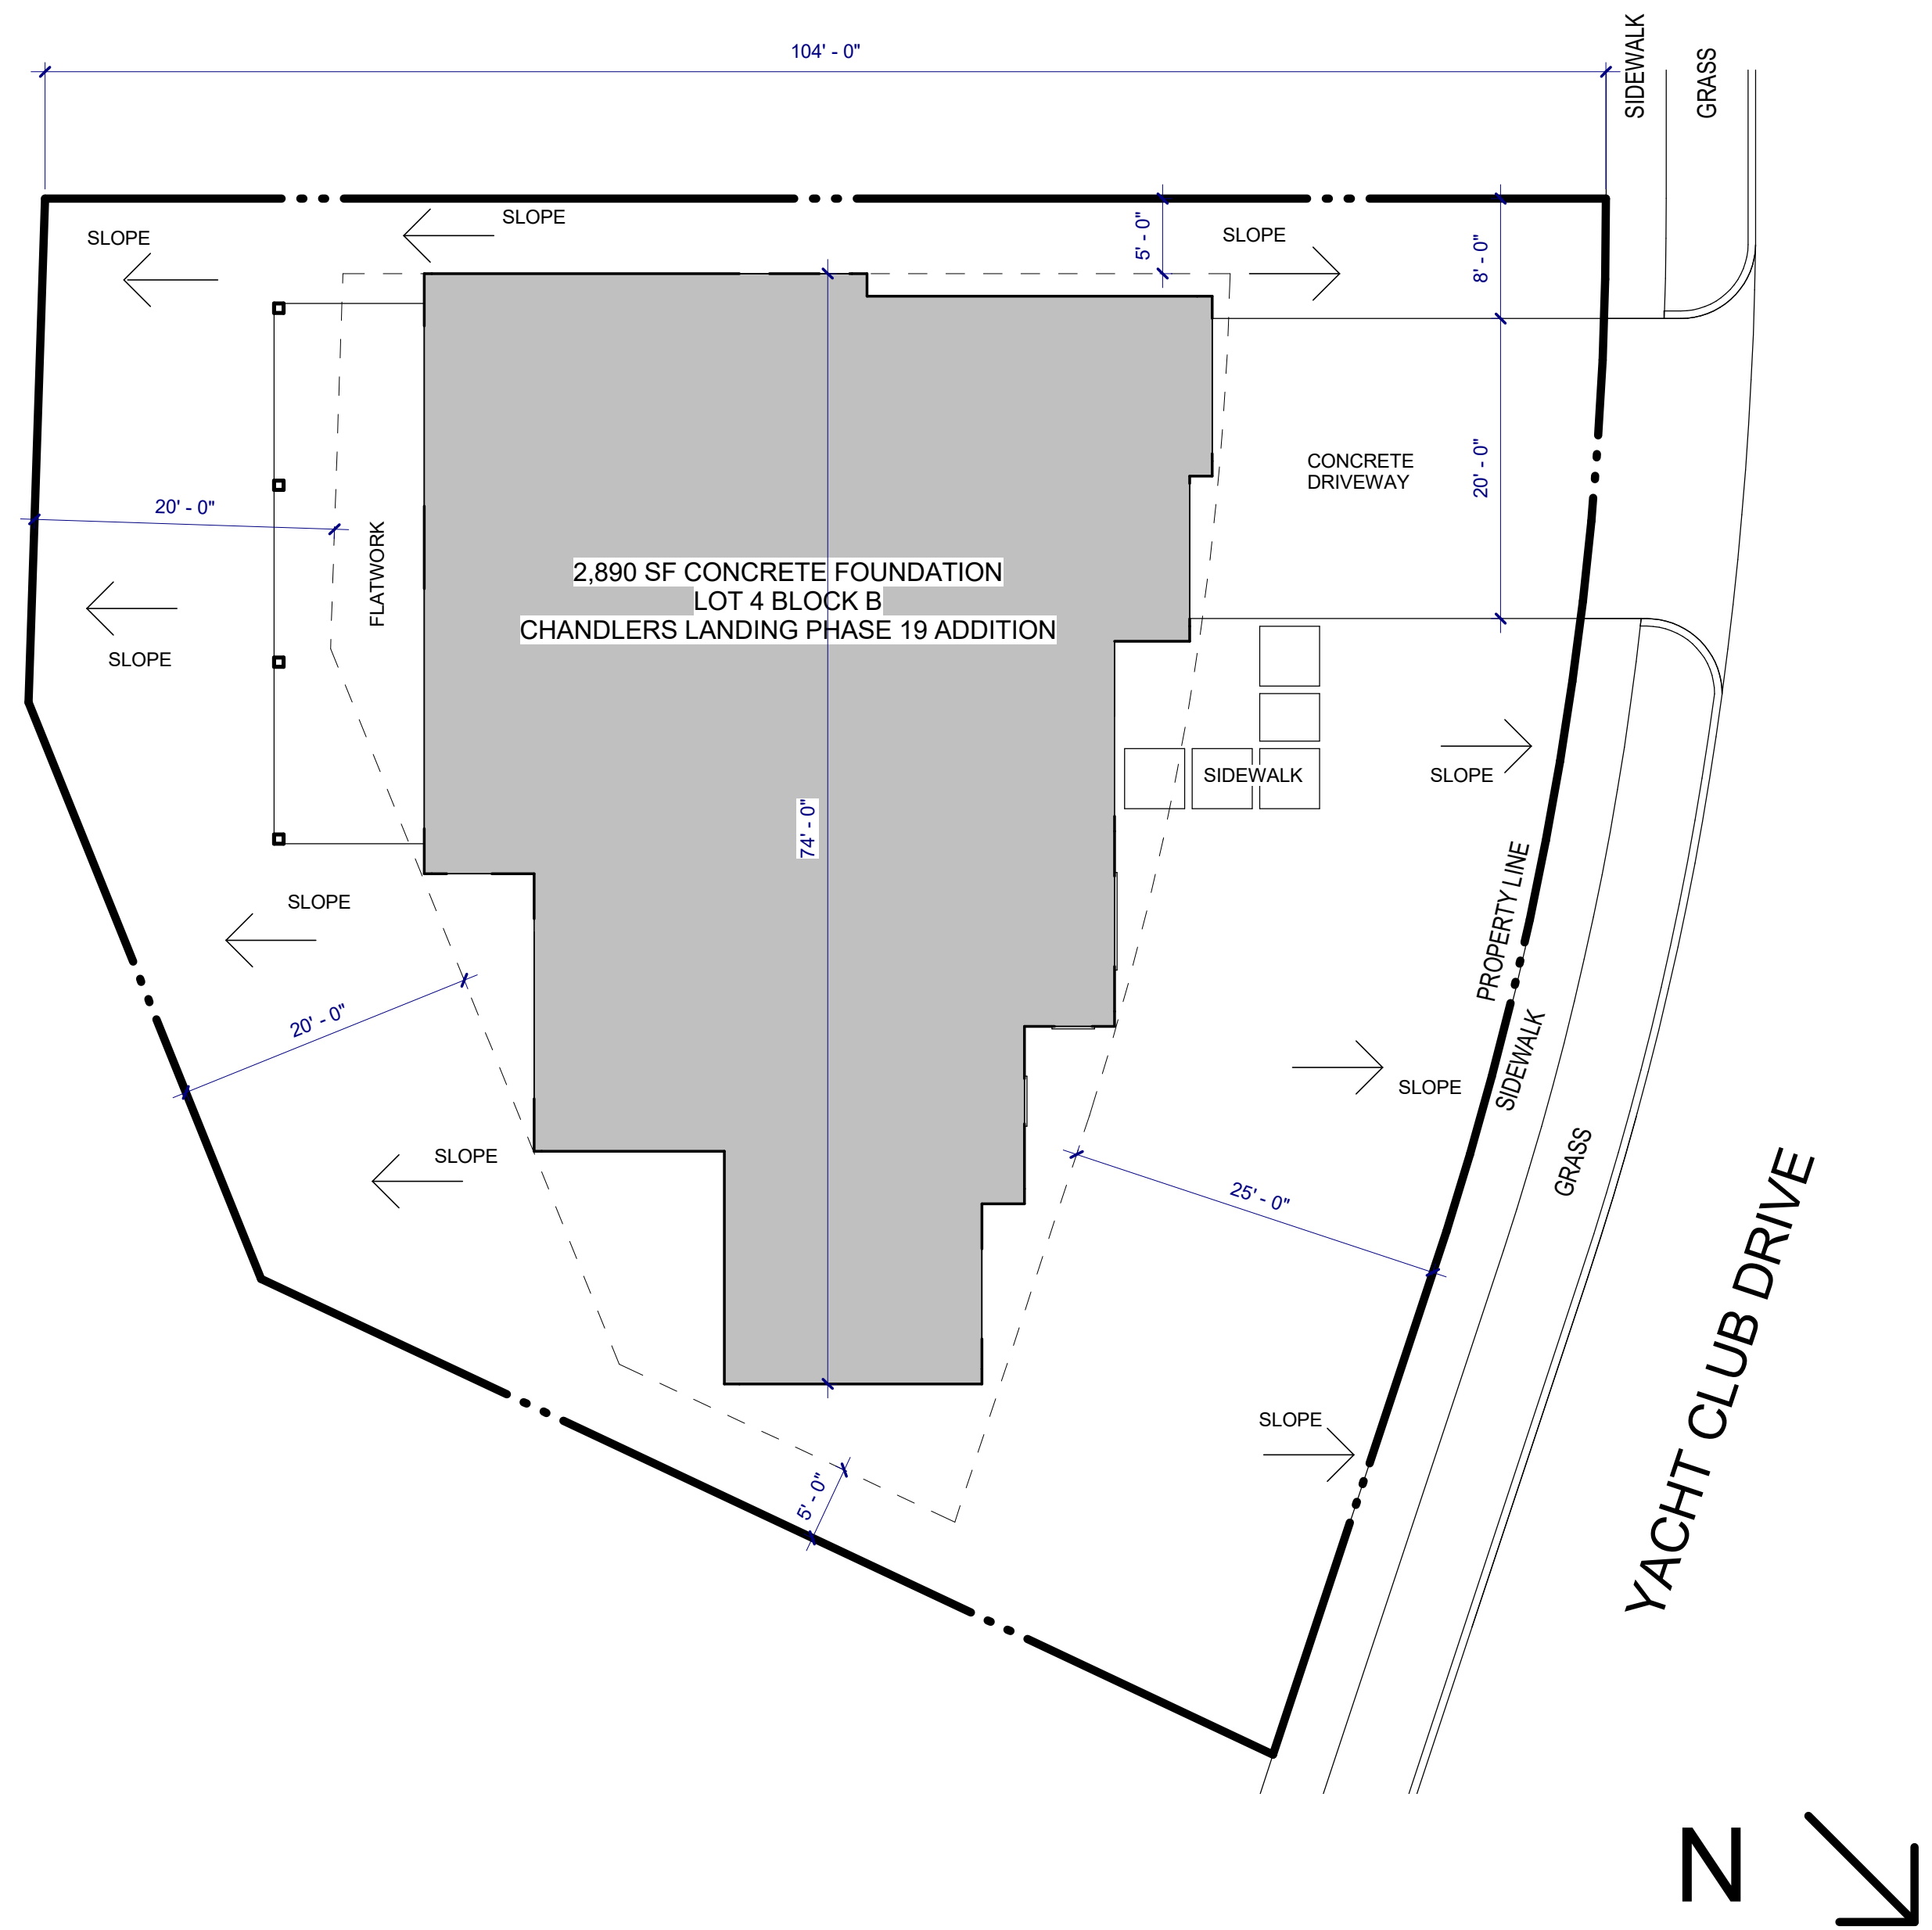 104' - 0"
SIDEWALK
GRASS
SLOPE
SLOPE
SLOPE
5' - 0"
8' - 0"
20' - 0"
CONCRETE
DRIVEWAY
20' - 0"
FLATWORK
2,890 SF CONCRETE FOUNDATION
LOT 4 BLOCK B
CHANDLERS LANDING PHASE 19 ADDITION
SLOPE
74' - 0"
SIDEWALK
SLOPE
PROPERTY LINE
SLOPE
20' - 0"
SIDEWALK
SLOPE
GRASS
SLOPE
25' - 0"
YACHT CLUB DRIVE
SLOPE
5' - 0"
N